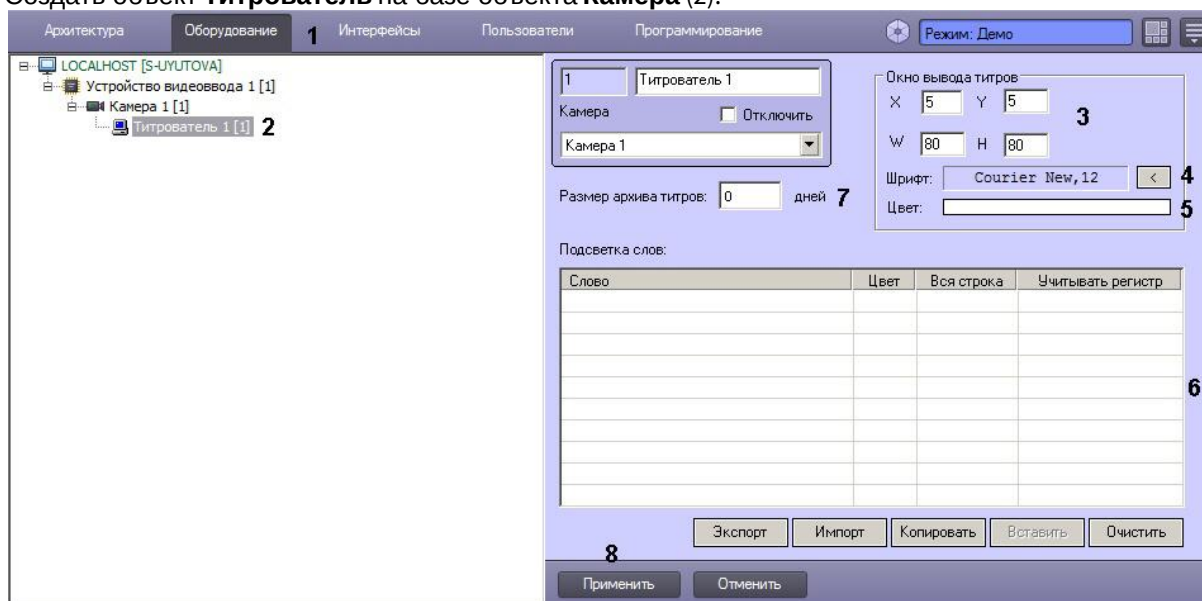 Создать объект Титрователь на базе объекта Камера (2).
Архитектура Оборудование 1 Интерфейсы Пользователи Программирование Режим: Демо
LOCALHOST [S-UYUTOVA]
Устройство видеоввода 1 [1]
Камера 1 [1]
Титрователь 1 [1] 2
1 Титрователь 1
Камера Отключить
Камера 1
Размер архива титров: 0 дней 7
Окно вывода титров
X 5 Y 5 3
W 80 H 80
Шрифт: Courier New,12 < 4
Цвет: 5
Подсветка слов:
Слово Цвет Вся строка Учитывать регистр
6
Экспорт Импорт Копировать Вставить Очистить
8
Применить Отменить